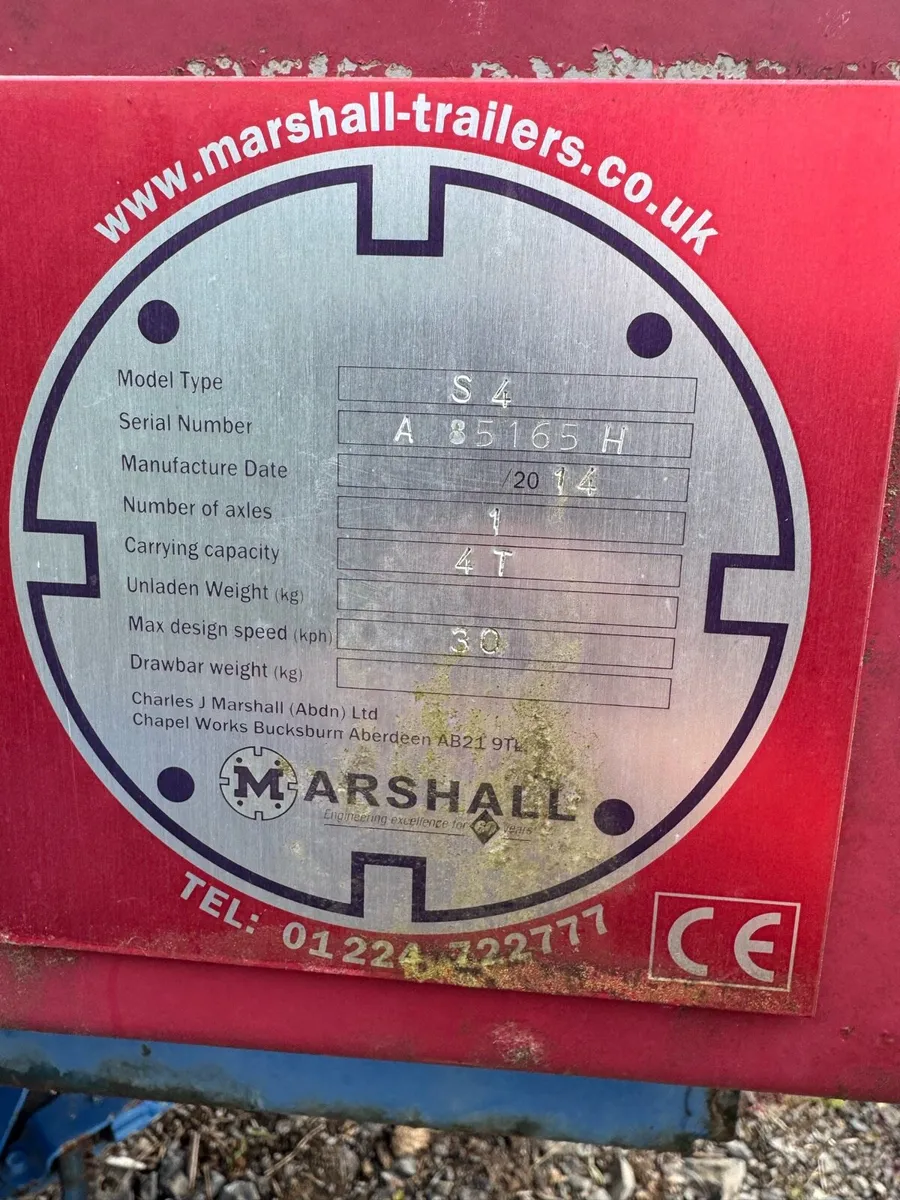 www.marshall-trailers.co.uk
Model Type S 4
Serial Number A 85165 H
Manufacture Date /20 14
Number of axles 1
Carrying capacity 4 T
Unladen Weight (kg)
Max design speed (kph) 30
Drawbar weight (kg)
Charles J Marshall (Abdn) Ltd
Chapel Works Bucksburn Aberdeen AB21 9TL
M MARSHALL
Engineering excellence for years
TEL: 01224 722777
CE